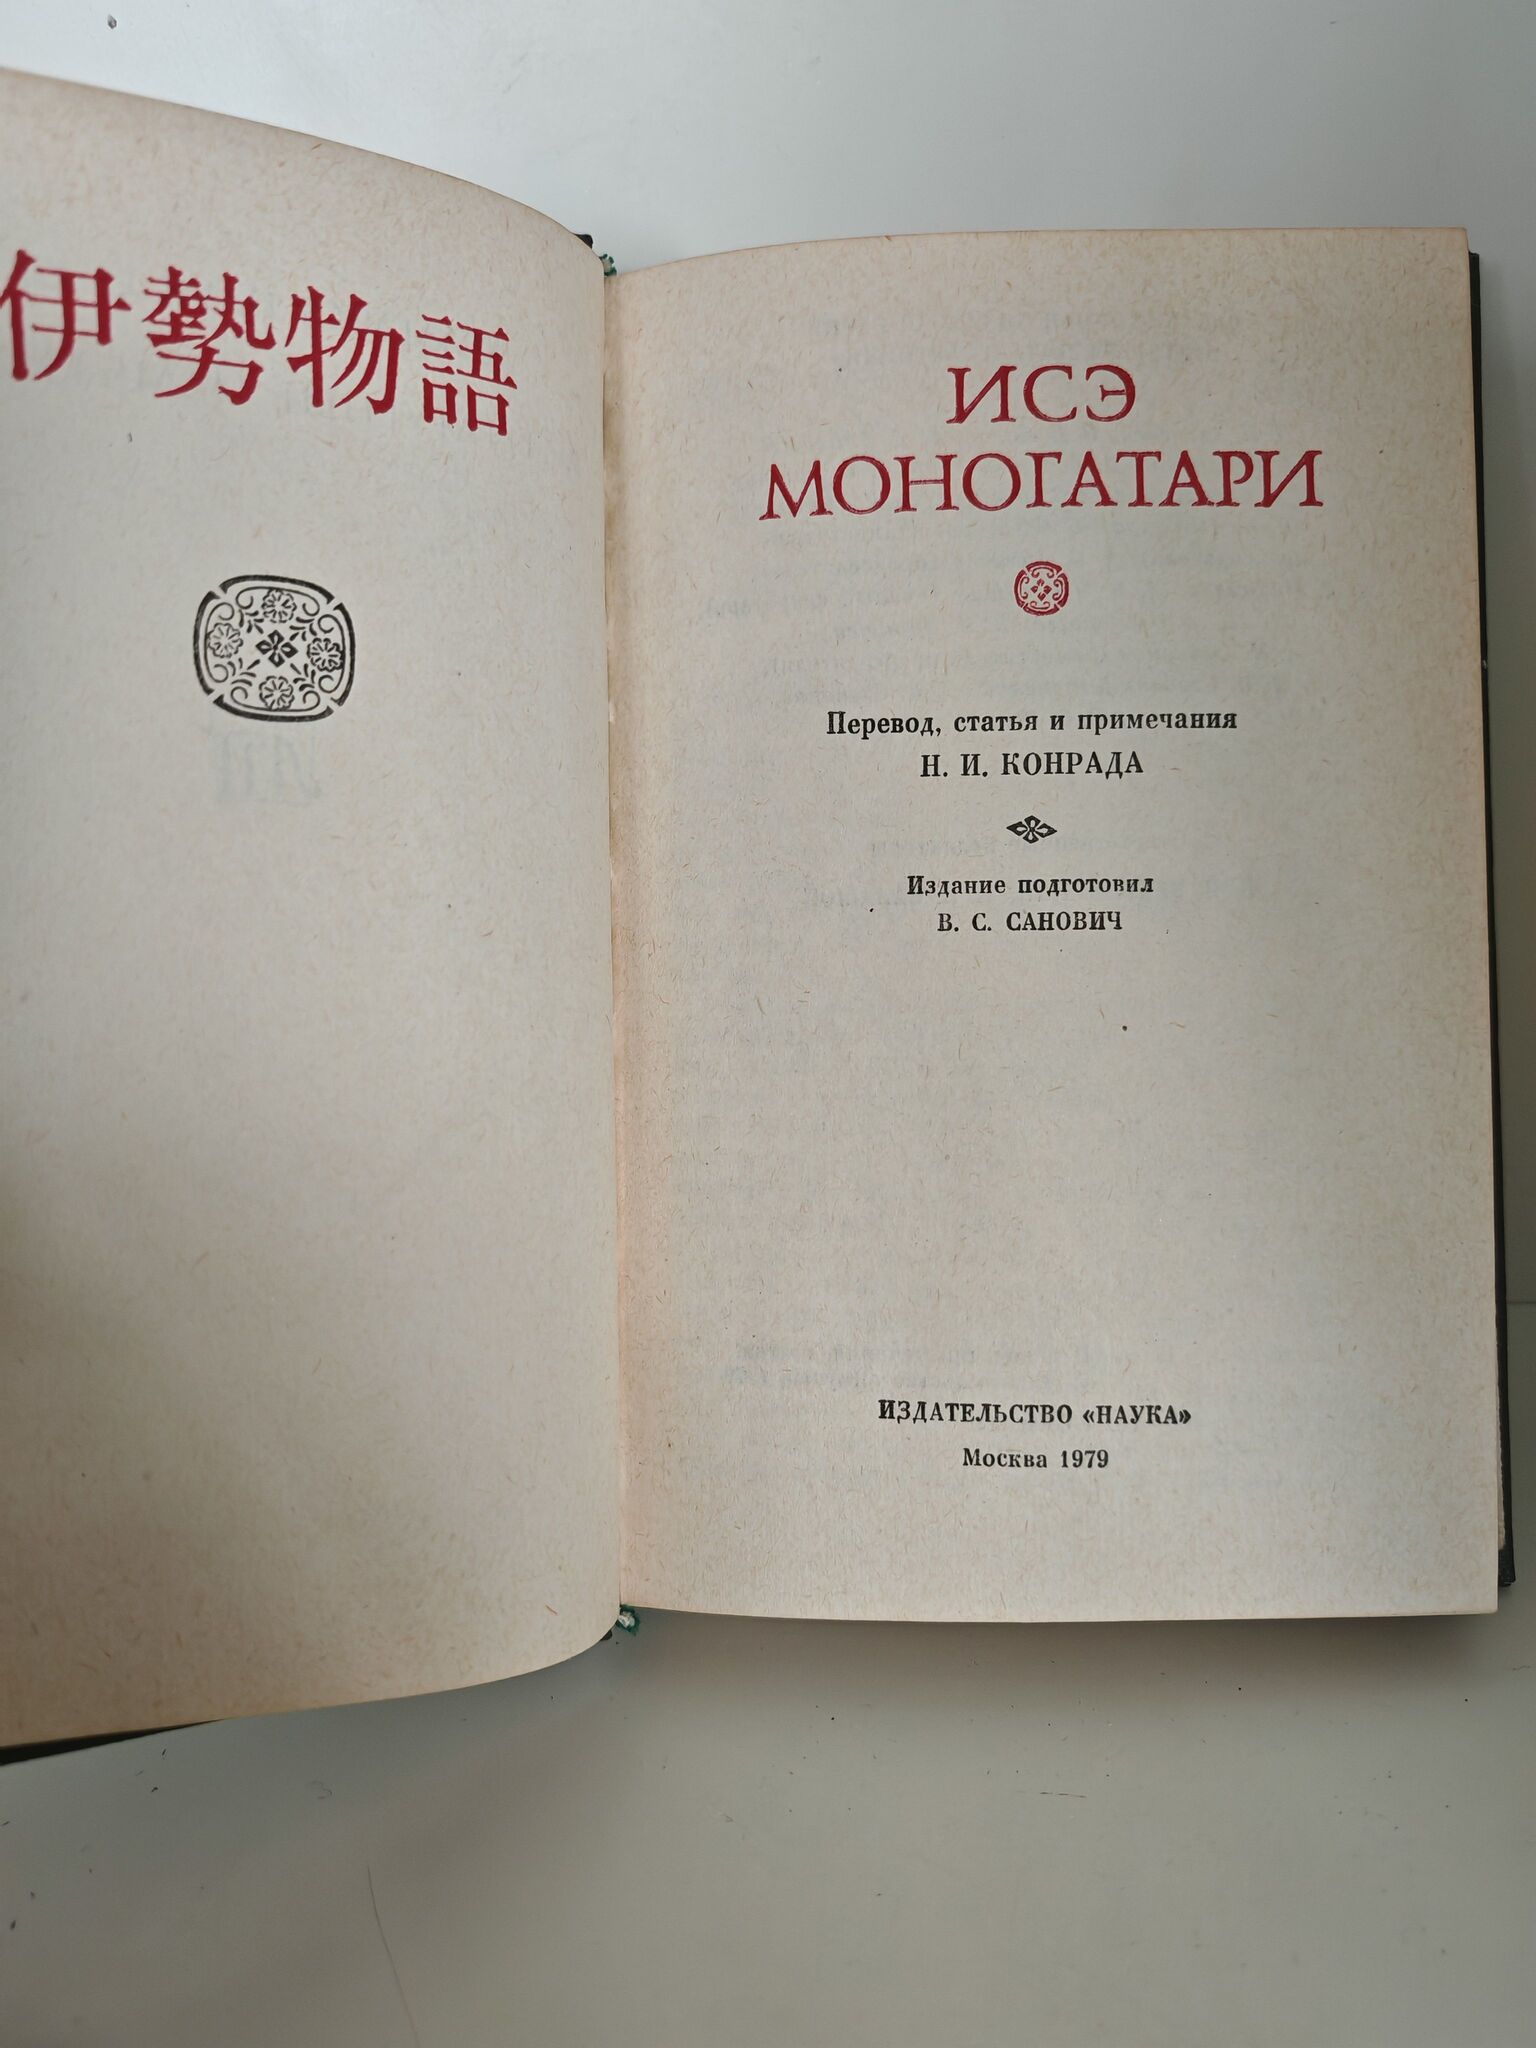 伊勢物語
ИСЭ
МОНОГАТАРИ
Перевод, статья и примечания
Н. И. КОНРАДА
Издание подготовил
В. С. САНОВИЧ
ИЗДАТЕЛЬСТВО «НАУКА»
Москва 1979